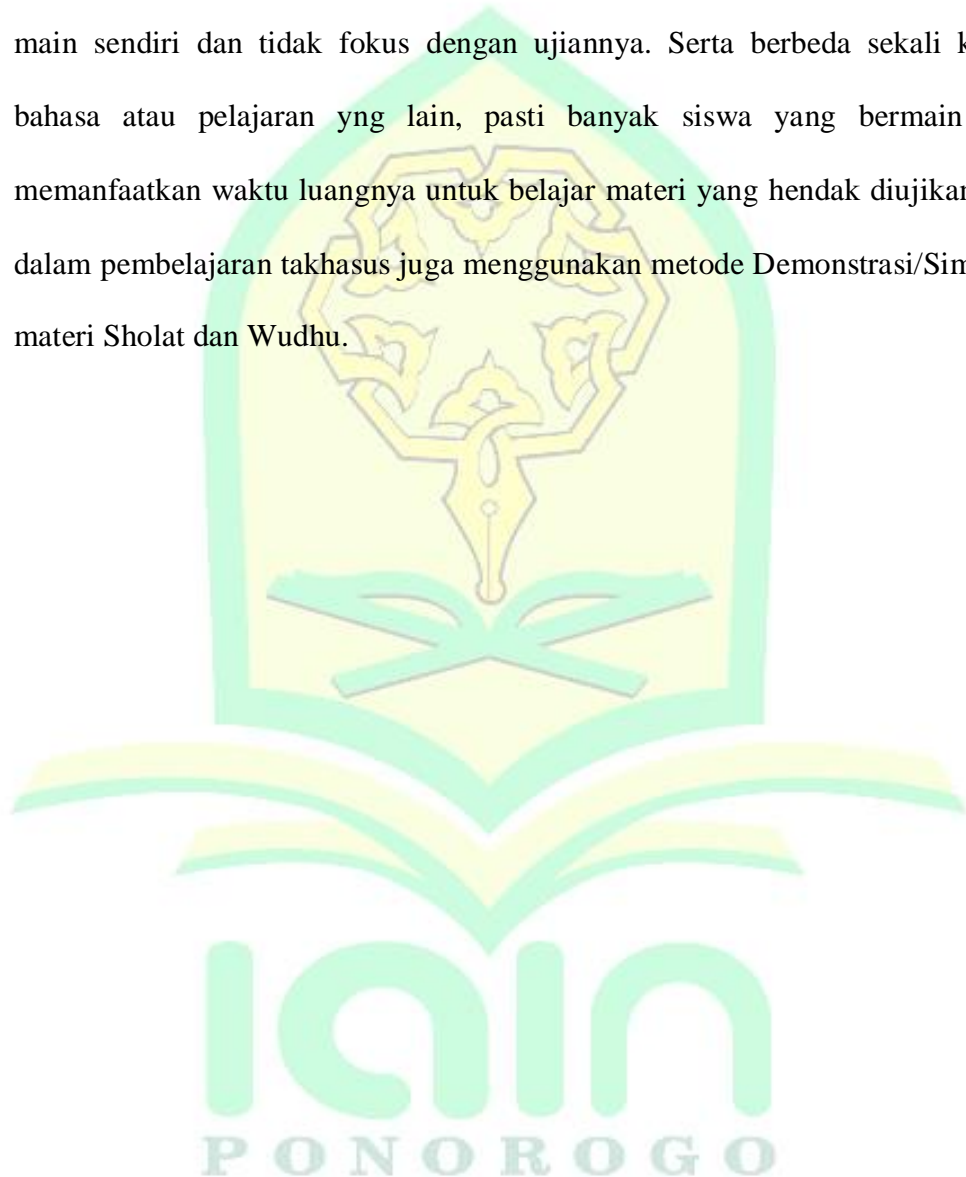 main sendiri dan tidak fokus dengan ujiannya. Serta berbeda sekali
bahasa atau pelajaran yng lain, pasti banyak siswa yang bermain
memanfaatkan waktu luangnya untuk belajar materi yang hendak
dalam pembelajaran takhasus juga menggunakan metode
materi Sholat dan Wudhu.
iain
PONOROGO